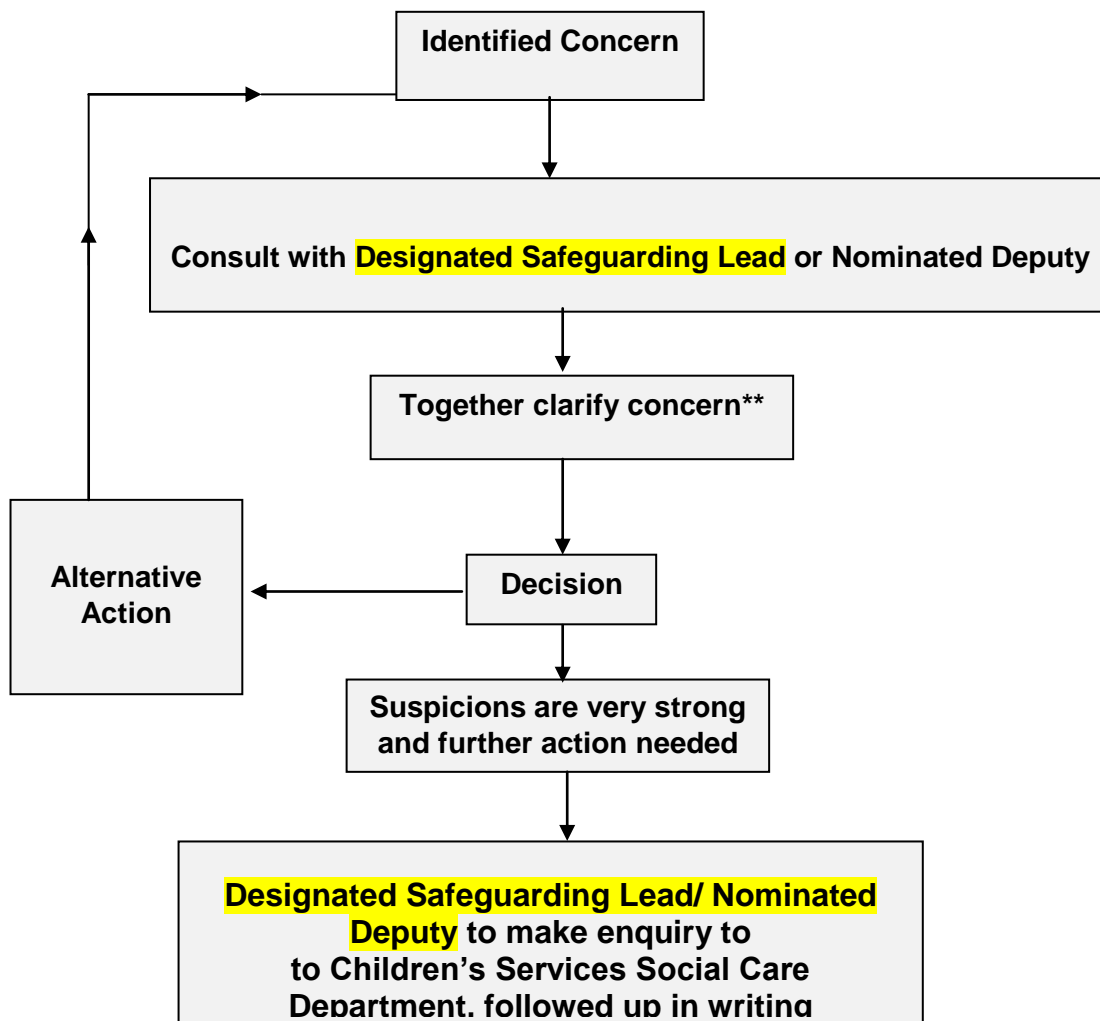 Identified Concern
Consult with Designated Safeguarding Lead or Nominated Deputy
Together clarify concern**
Decision
Alternative
Action
Suspicions are very strong
and further action needed
Designated Safeguarding Lead/ Nominated
Deputy to make enquiry to
to Children’s Services Social Care
Department, followed up in writing